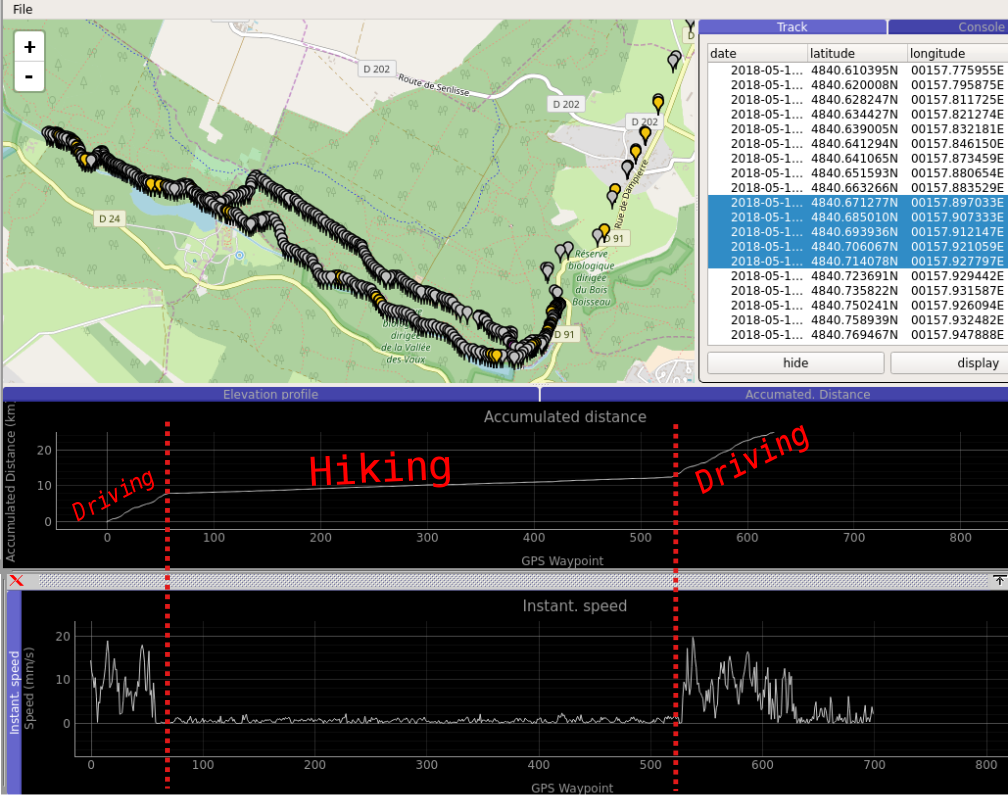 File
+
-
D 202
Route de Senlisse
D 202
D 202
D
Rue de Dampierre
D 24
D 91
Réserve
biologique
dirigée
du Bois
Boisseau
D 91
dirigée
de la Vallée
des Vaux
Track
Console
date latitude longitude
2018-05-1... 4840.610395N 00157.775955E
2018-05-1... 4840.620008N 00157.795875E
2018-05-1... 4840.628247N 00157.811725E
2018-05-1... 4840.634427N 00157.821274E
2018-05-1... 4840.639005N 00157.832181E
2018-05-1... 4840.641294N 00157.846150E
2018-05-1... 4840.641065N 00157.873459E
2018-05-1... 4840.651593N 00157.880654E
2018-05-1... 4840.663266N 00157.883529E
2018-05-1... 4840.671277N 00157.897033E
2018-05-1... 4840.685010N 00157.907333E
2018-05-1... 4840.693936N 00157.912147E
2018-05-1... 4840.706067N 00157.921059E
2018-05-1... 4840.714078N 00157.927797E
2018-05-1... 4840.723691N 00157.929442E
2018-05-1... 4840.735822N 00157.931587E
2018-05-1... 4840.750241N 00157.926094E
2018-05-1... 4840.758939N 00157.932482E
2018-05-1... 4840.769467N 00157.947888E
hide
display
Elevation profile
Accumated. Distance
Accumulated distance
Accumulated Distance (km
20
10
0
Driving
Hiking
Driving
0 100 200 300 400 500 600 700 800
GPS Waypoint
Instant. speed
Instant. speed
Speed (mm/s)
20
10
0
0 100 200 300 400 500 600 700 800
GPS Waypoint